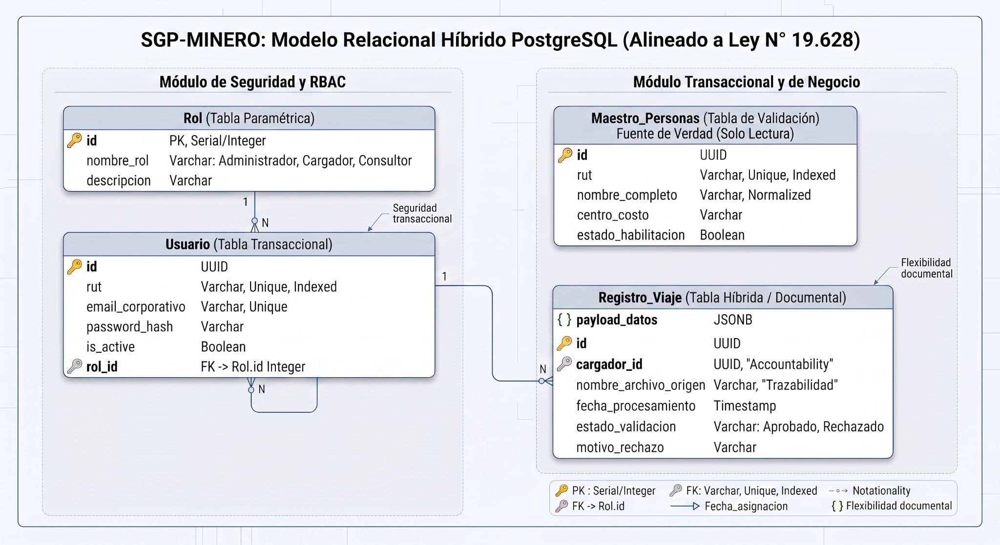 SGP-MINERO: Modelo Relacional Híbrido PostgreSQL (Alineado a Ley N° 19.628)
Módulo de Seguridad y RBAC
Rol (Tabla Paramétrica)
id PK, Serial/Integer
nombre_rol Varchar: Administrador, Cargador, Consultor
descripcion Varchar
1
N
Seguridad
transaccional
Usuario (Tabla Transaccional)
id UUID
rut Varchar, Unique, Indexed
email_corporativo Varchar, Unique
password_hash Varchar
is_active Boolean
rol_id FK -> Rol.id Integer
N
1
N
Módulo Transaccional y de Negocio
Maestro_Personas (Tabla de Validación)
Fuente de Verdad (Solo Lectura)
id UUID
rut Varchar, Unique, Indexed
nombre_completo Varchar, Normalized
centro_costo Varchar
estado_habilitacion Boolean
Flexibilidad
documental
Registro_Viaje (Tabla Híbrida / Documental)
{ } payload_datos JSONB
id UUID
cargador_id UUID, "Accountability"
nombre_archivo_origen Varchar, "Trazabilidad"
fecha_procesamiento Timestamp
estado_validacion Varchar: Aprobado, Rechazado
motivo_rechazo Varchar
PK : Serial/Integer FK: Varchar, Unique, Indexed Notationality
FK -> Rol.id Fecha_asignacion { } Flexibilidad documental